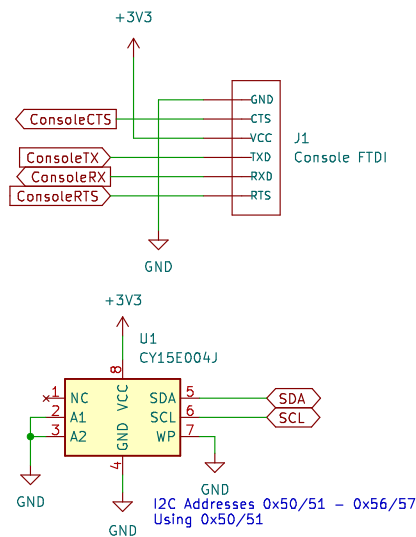 +3V3
GND
ConsoleCTS CTS
VCC J1
ConsoleTX TXD Console FTDI
ConsoleRX RXD
ConsoleRTS RTS
GND
+3V3
U1
CY15E004J
8
VCC
1 NC SDA 5 SDA
2 A1 SCL 6 SCL
3 A2 GND WP 7
4
GND GND
GND
I2C Addresses 0x50/51 - 0x56/57
Using 0x50/51